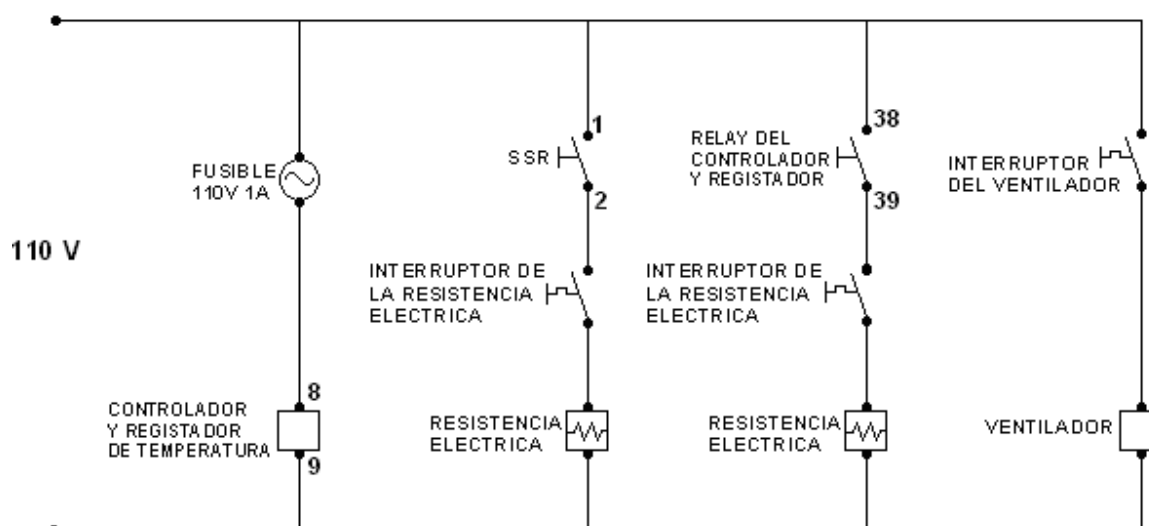 110 V
FUSIBLE
110V 1A
8
CONTROLADOR
Y REGISTADOR
DE TEMPERATURA
9
1
SSR
2
INTERRUPTOR DE
LA RESISTENCIA
ELECTRICA
RESISTENCIA
ELECTRICA
38
RELAY DEL
CONTROLADOR
Y REGISTADOR
39
INTERRUPTOR DE
LA RESISTENCIA
ELECTRICA
RESISTENCIA
ELECTRICA
INTERRUPTOR
DEL VENTILADOR
VENTILADOR